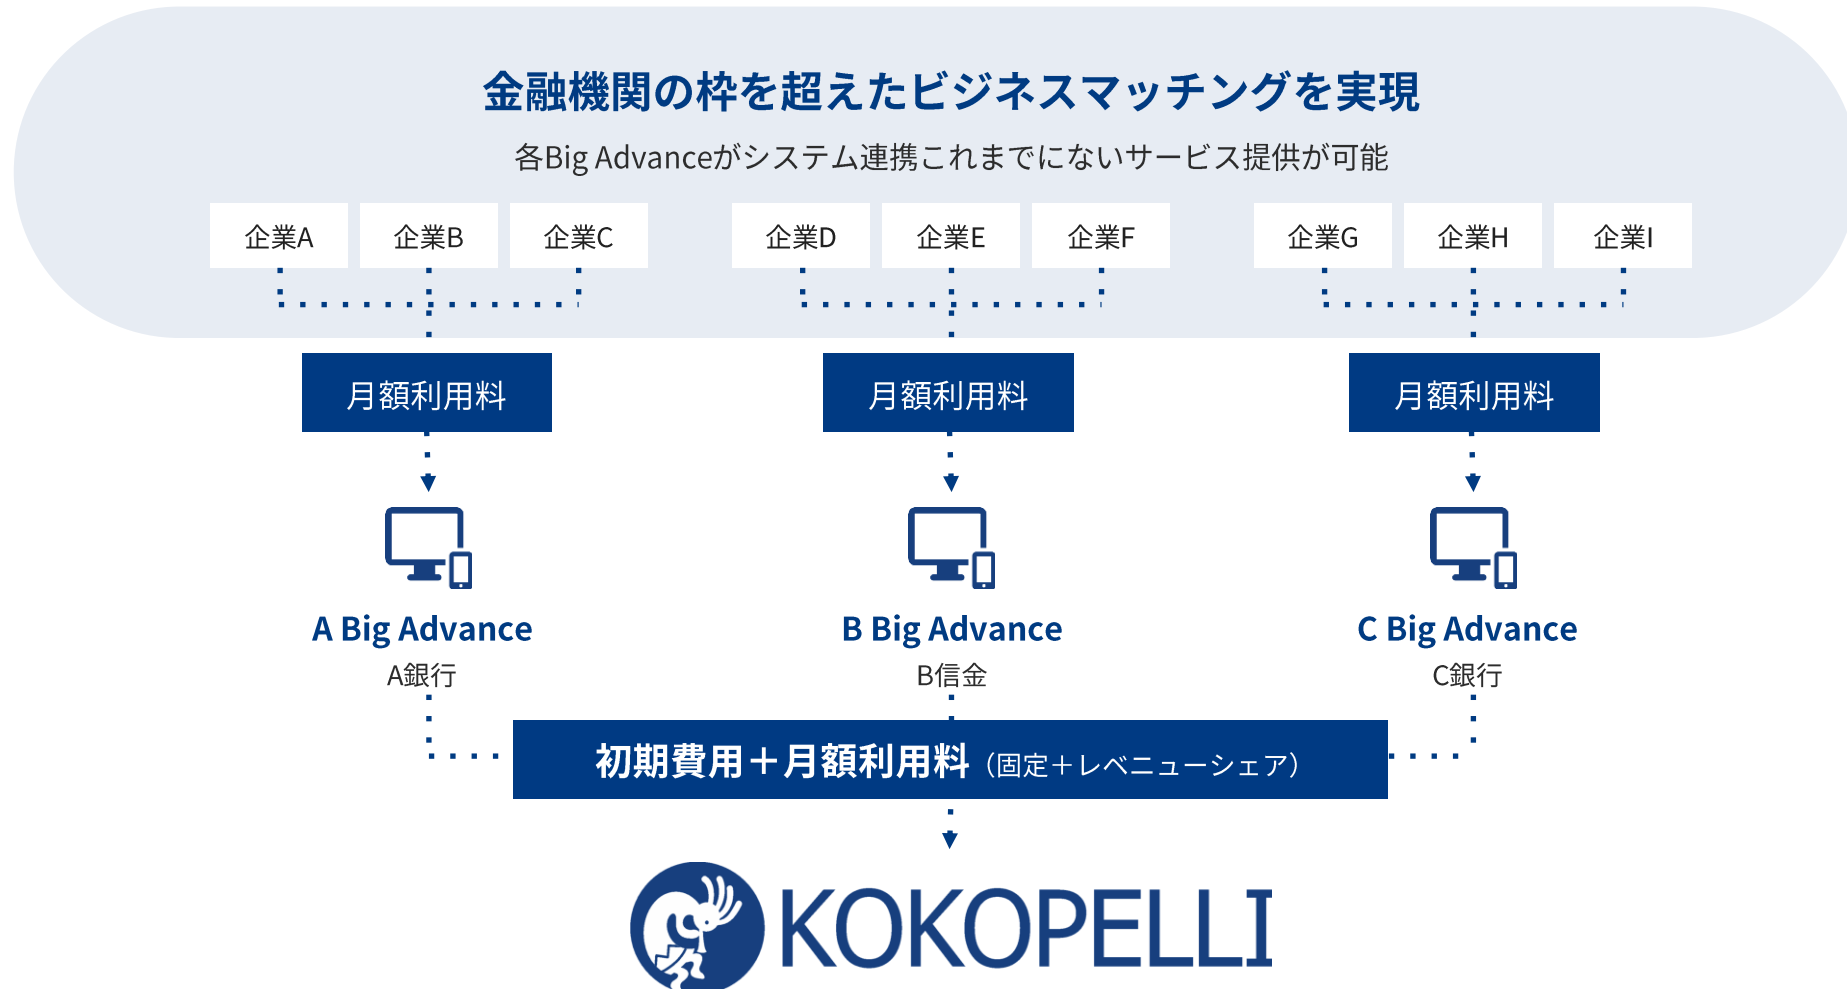 金融機関の枠を超えたビジネスマッチングを実現
各Big Advanceがシステム連携これまでにないサービス提供が可能
企業A 企業B 企業C 企業D 企業E 企業F 企業G 企業H 企業I
月額利用料 月額利用料 月額利用料
A Big Advance B Big Advance C Big Advance
A銀行 B信金 C銀行
初期費用＋月額利用料（固定＋レベニューシェア）
KOKOPELLI